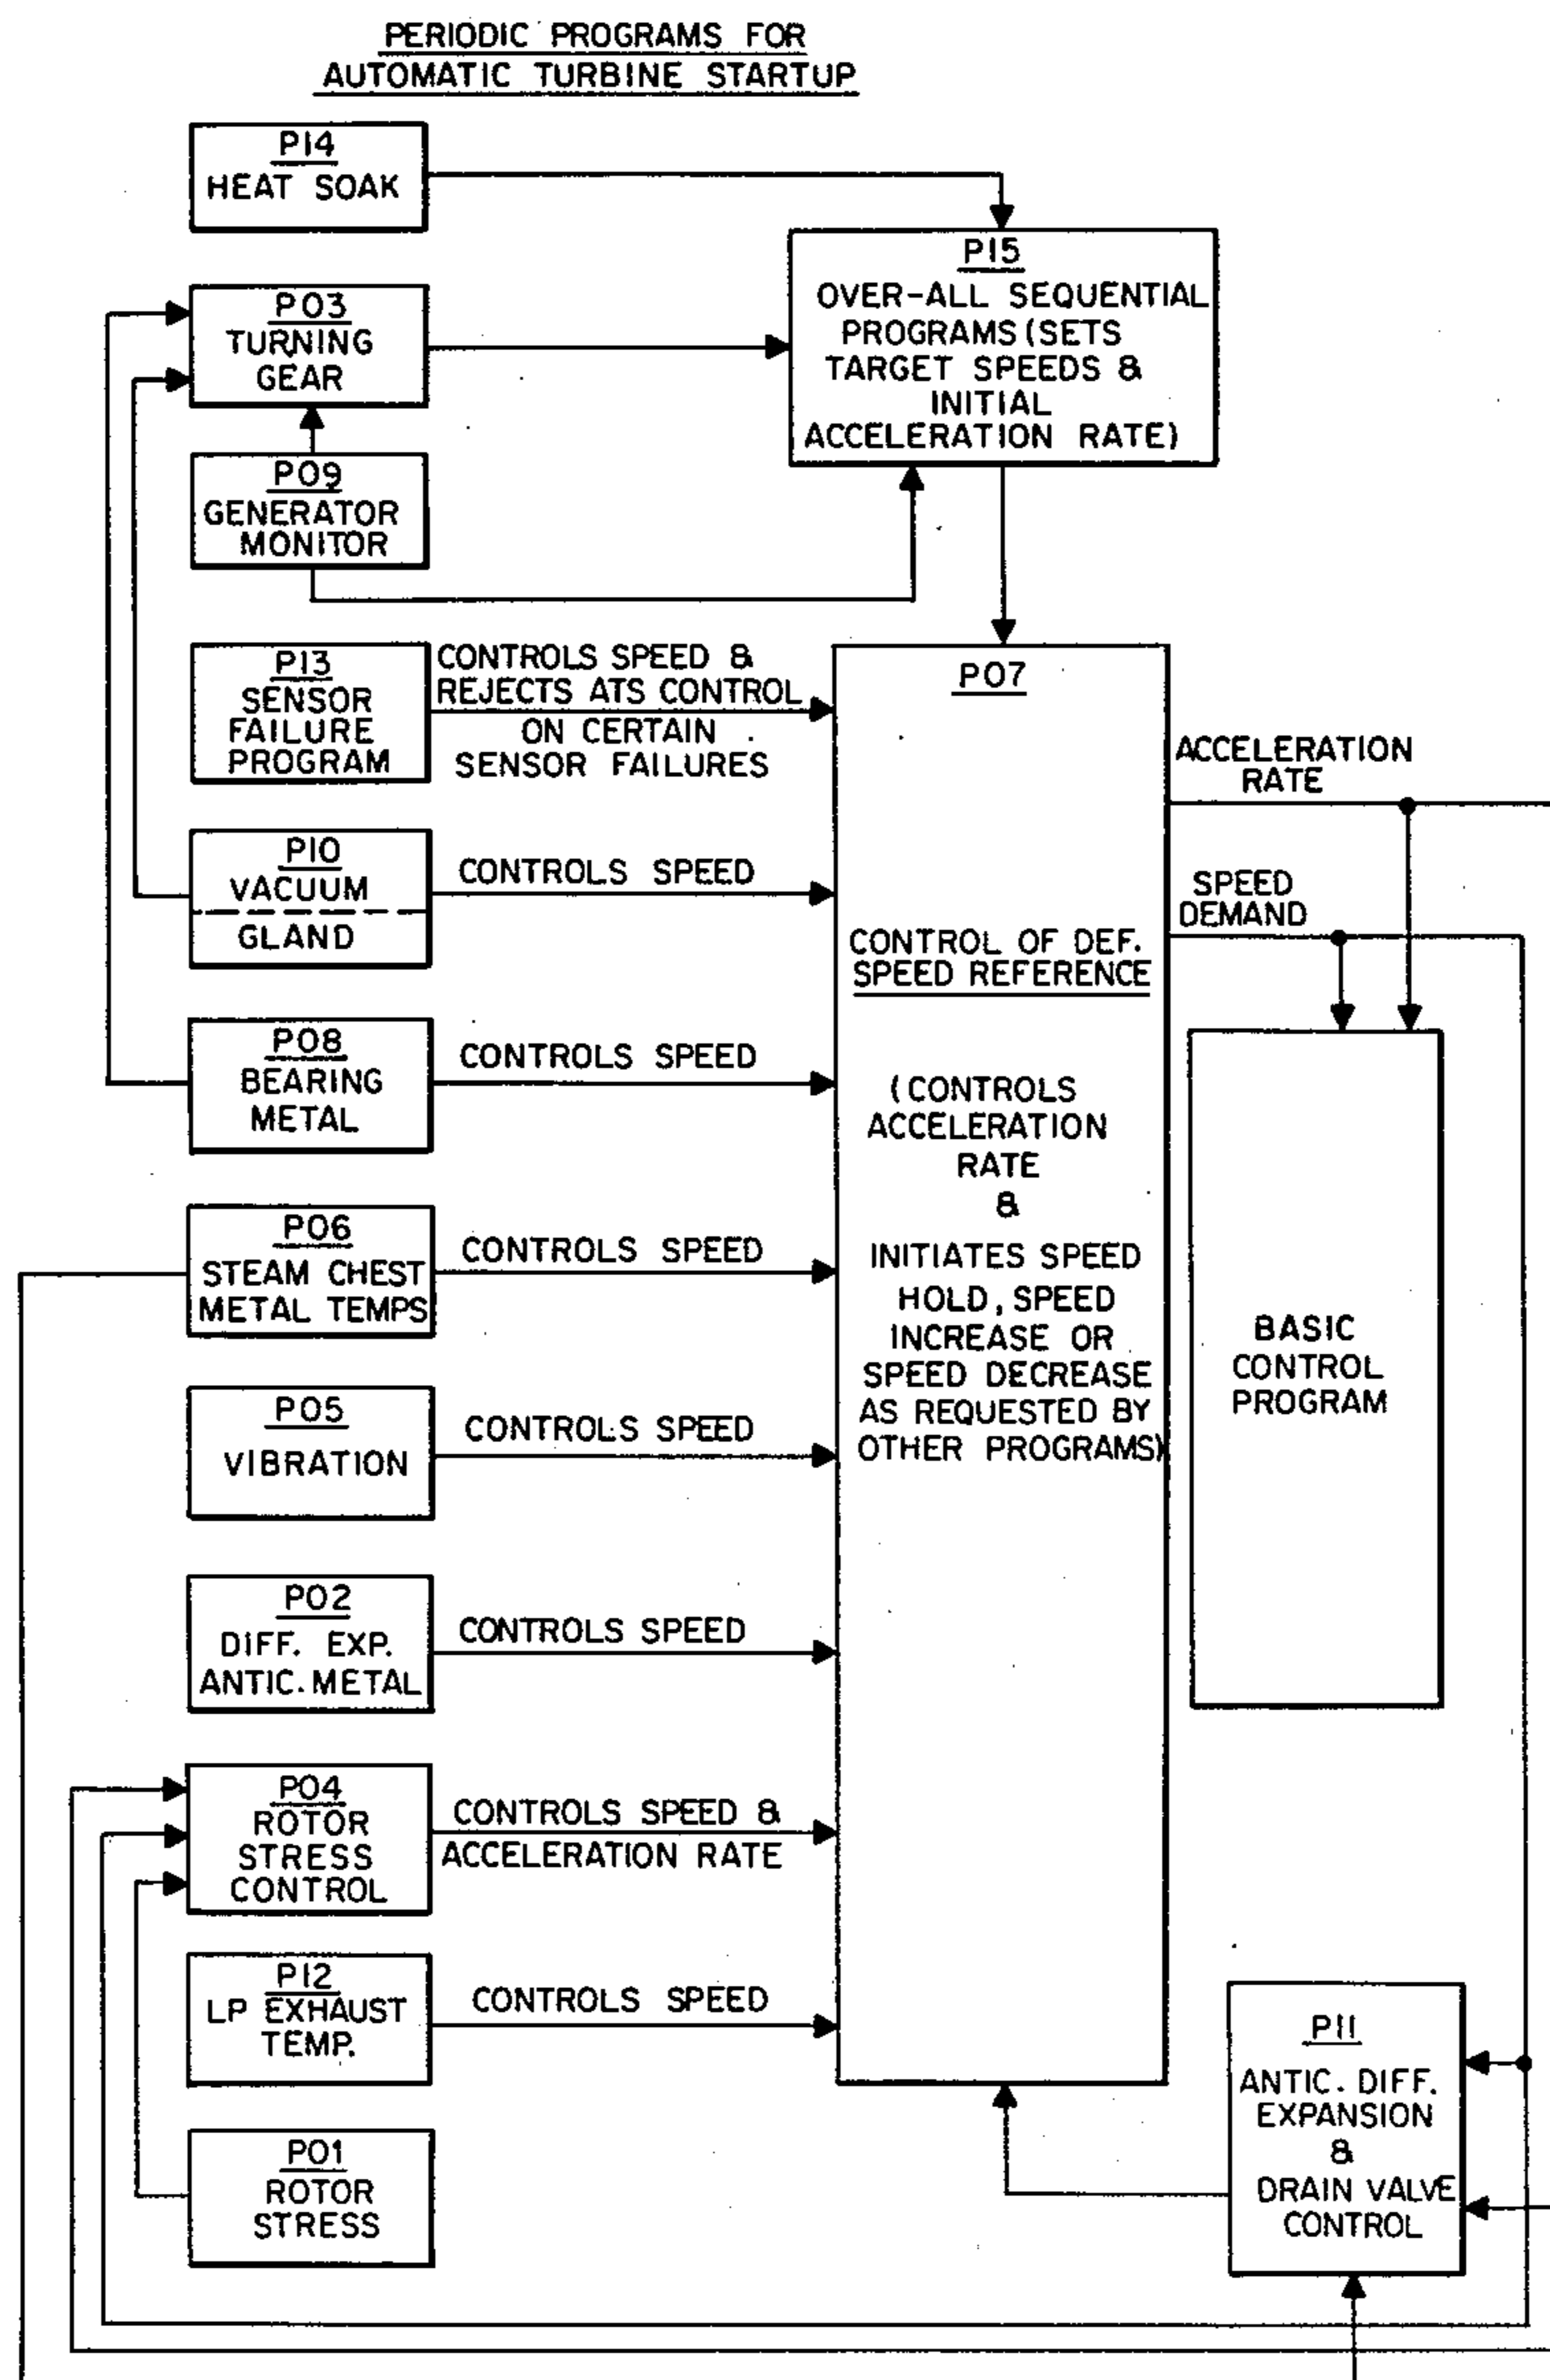 PERIODIC PROGRAMS FOR
AUTOMATIC TURBINE STARTUP
P14
HEAT SOAK
P15
OVER-ALL SEQUENTIAL
PROGRAMS (SETS
TARGET SPEEDS &
INITIAL
ACCELERATION RATE)
P03
TURNING
GEAR
P09
GENERATOR
MONITOR
P13
SENSOR
FAILURE
PROGRAM
CONTROLS SPEED &
REJECTS ATS CONTROL
ON CERTAIN
SENSOR FAILURES
P10
VACUUM
GLAND
CONTROLS SPEED
P08
BEARING
METAL
CONTROLS SPEED
P06
STEAM CHEST
METAL TEMPS
CONTROLS SPEED
P05
VIBRATION
CONTROLS SPEED
P02
DIFF. EXP.
ANTIC. METAL
CONTROLS SPEED
P04
ROTOR
STRESS
CONTROL
CONTROLS SPEED &
ACCELERATION RATE
P12
LP EXHAUST
TEMP.
CONTROLS SPEED
P01
ROTOR
STRESS
P07
CONTROL OF DEF.
SPEED REFERENCE
(CONTROLS
ACCELERATION
RATE
&
INITIATES SPEED
HOLD, SPEED
INCREASE OR
SPEED DECREASE
AS REQUESTED BY
OTHER PROGRAMS)
ACCELERATION
RATE
SPEED
DEMAND
BASIC
CONTROL
PROGRAM
P11
ANTIC. DIFF.
EXPANSION
&
DRAIN VALVE
CONTROL